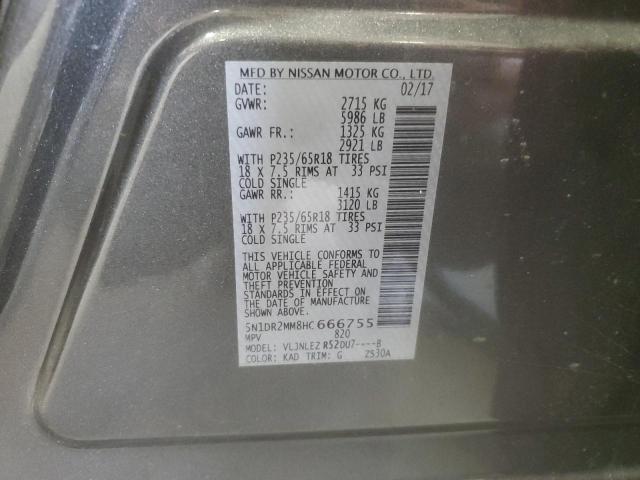 MFD BY NISSAN MOTOR CO., LTD.
DATE: 02/17
GVWR: 2715 KG
5986 LB
GAWR FR.: 1325 KG
2921 LB
WITH P235/65R18 TIRES
18 X 7.5 RIMS AT 33 PSI
COLD SINGLE
GAWR RR.: 1415 KG
3120 LB
WITH P235/65R18 TIRES
18 X 7.5 RIMS AT 33 PSI
COLD SINGLE
THIS VEHICLE CONFORMS TO
ALL APPLICABLE FEDERAL
MOTOR VEHICLE SAFETY AND
THEFT PREVENTION
STANDARDS IN EFFECT ON
THE DATE OF MANUFACTURE
SHOWN ABOVE.
5N1DR2MM8HC666755
MPV 820
MODEL: VLJNLEZ R52DU7----B
COLOR: KAD TRIM: G ZS30A